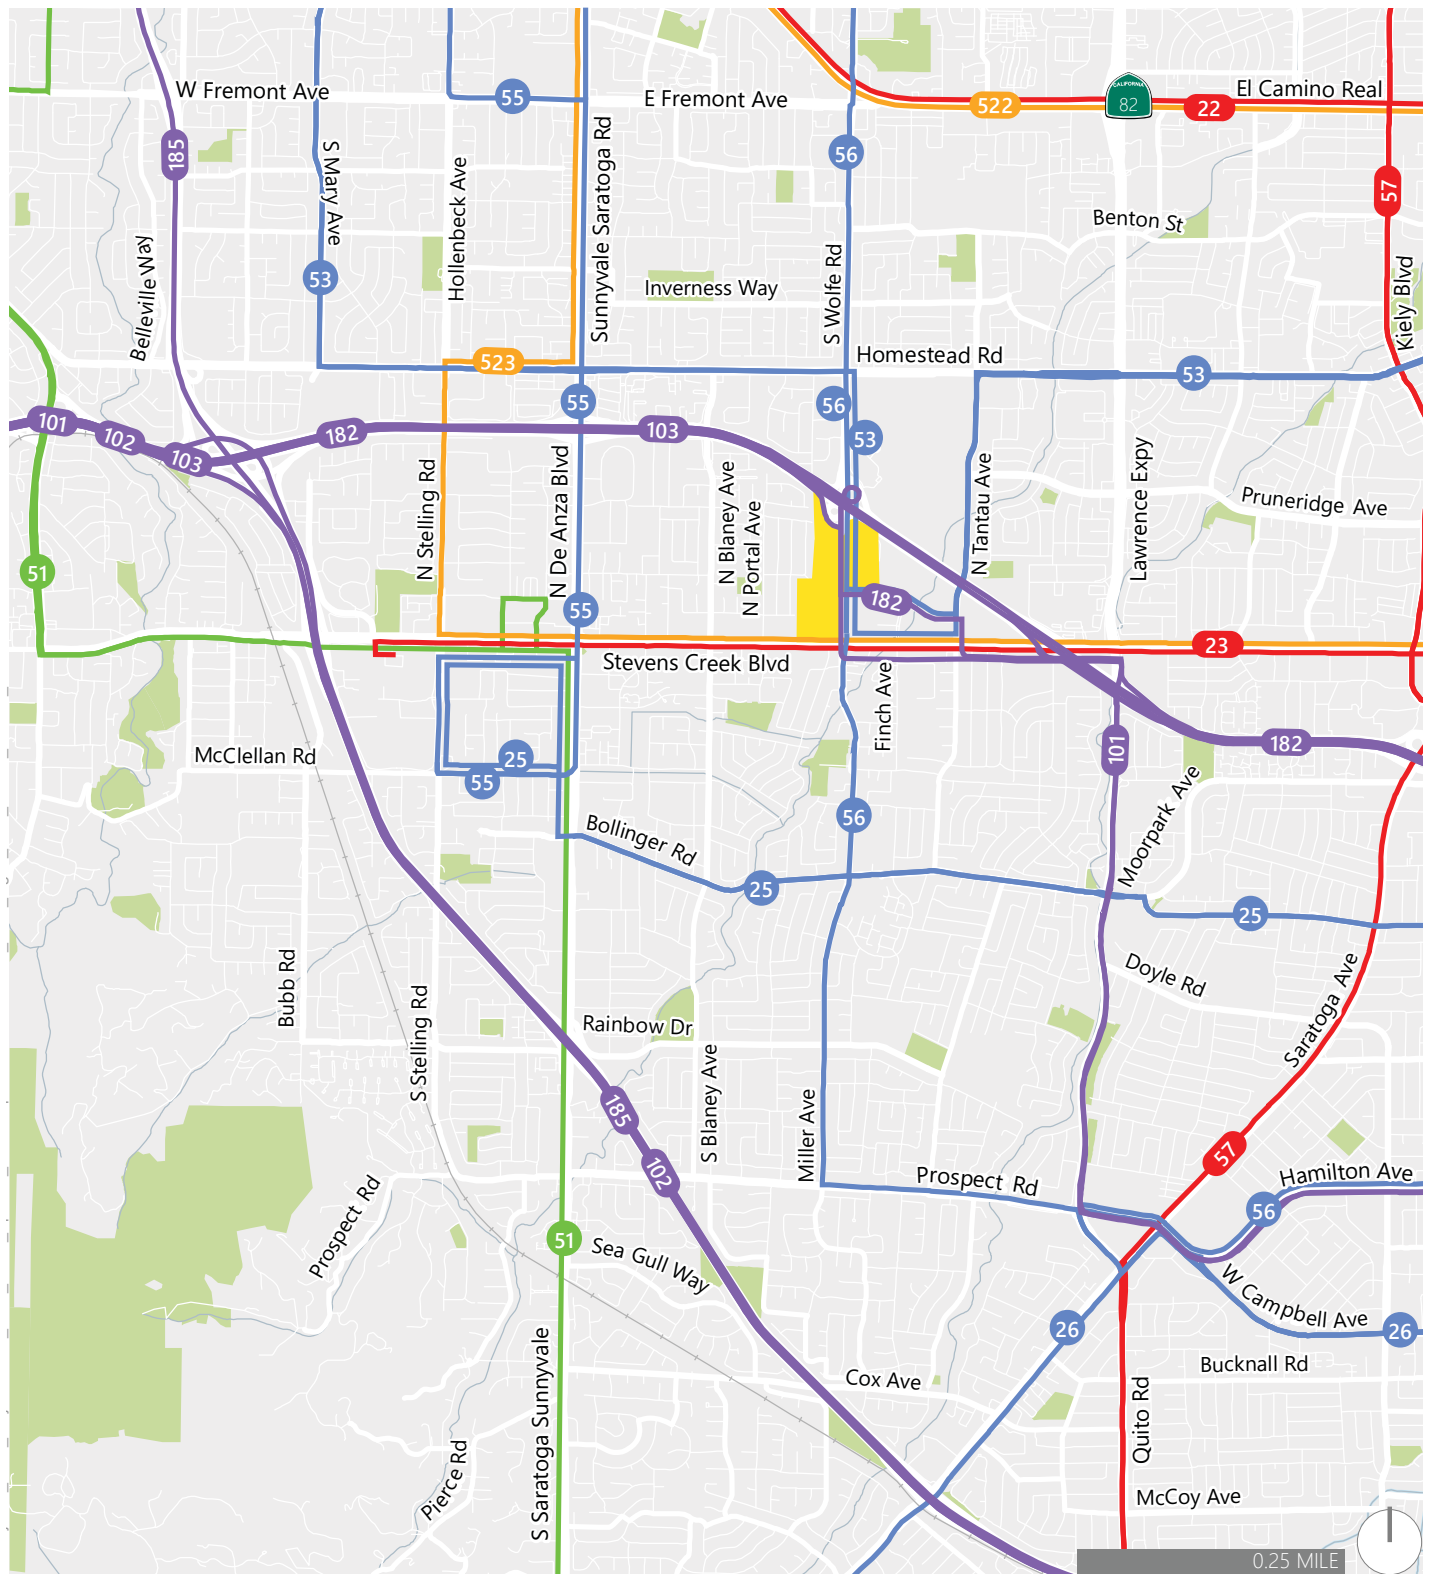 W Fremont Ave
55
E Fremont Ave
522
CALIFORNIA
82
22
El Camino Real
185
S Mary Ave
Hollenbeck Ave
Sunnyvale Saratoga Rd
56
57
Benton St
Belleville Way
53
Inverness Way
S Wolfe Rd
Kiely Blvd
523
Homestead Rd
53
55
56
101
102
103
182
103
53
N Stelling Rd
N De Anza Blvd
N Blaney Ave
N Portal Ave
N Tantau Ave
Lawrence Expy
Pruneridge Ave
51
55
182
23
Stevens Creek Blvd
Finch Ave
McClellan Rd
25
55
101
182
Moorpark Ave
56
Bollinger Rd
25
25
Bubb Rd
S Stelling Rd
Rainbow Dr
Doyle Rd
Saratoga Ave
185
S Blaney Ave
Miller Ave
102
57
Prospect Rd
Hamilton Ave
56
Prospect Rd
51
Sea Gull Way
W Campbell Ave
26
26
Bucknall Rd
Cox Ave
S Saratoga Sunnyvale
Quito Rd
Pierce Rd
McCoy Ave
0.25 MILE